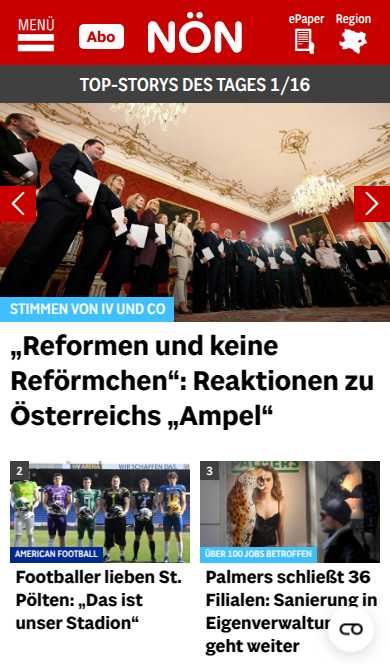 MENÜ
Abo
NÖN
ePaper
Region
TOP-STORYS DES TAGES 1/16
STIMMEN VON IV UND CO
„Reformen und keine
Reförmchen“: Reaktionen zu
Österreichs „Ampel“
2
WIR SCHAFFEN DAS.
AMERICAN FOOTBALL
Footballer lieben St.
Pölten: „Das ist
unser Stadion“
3
PALMERS
ÜBER 100 JOBS BETROFFEN
Palmers schließt 36
Filialen: Sanierung in
Eigenverwaltu
geht weiter